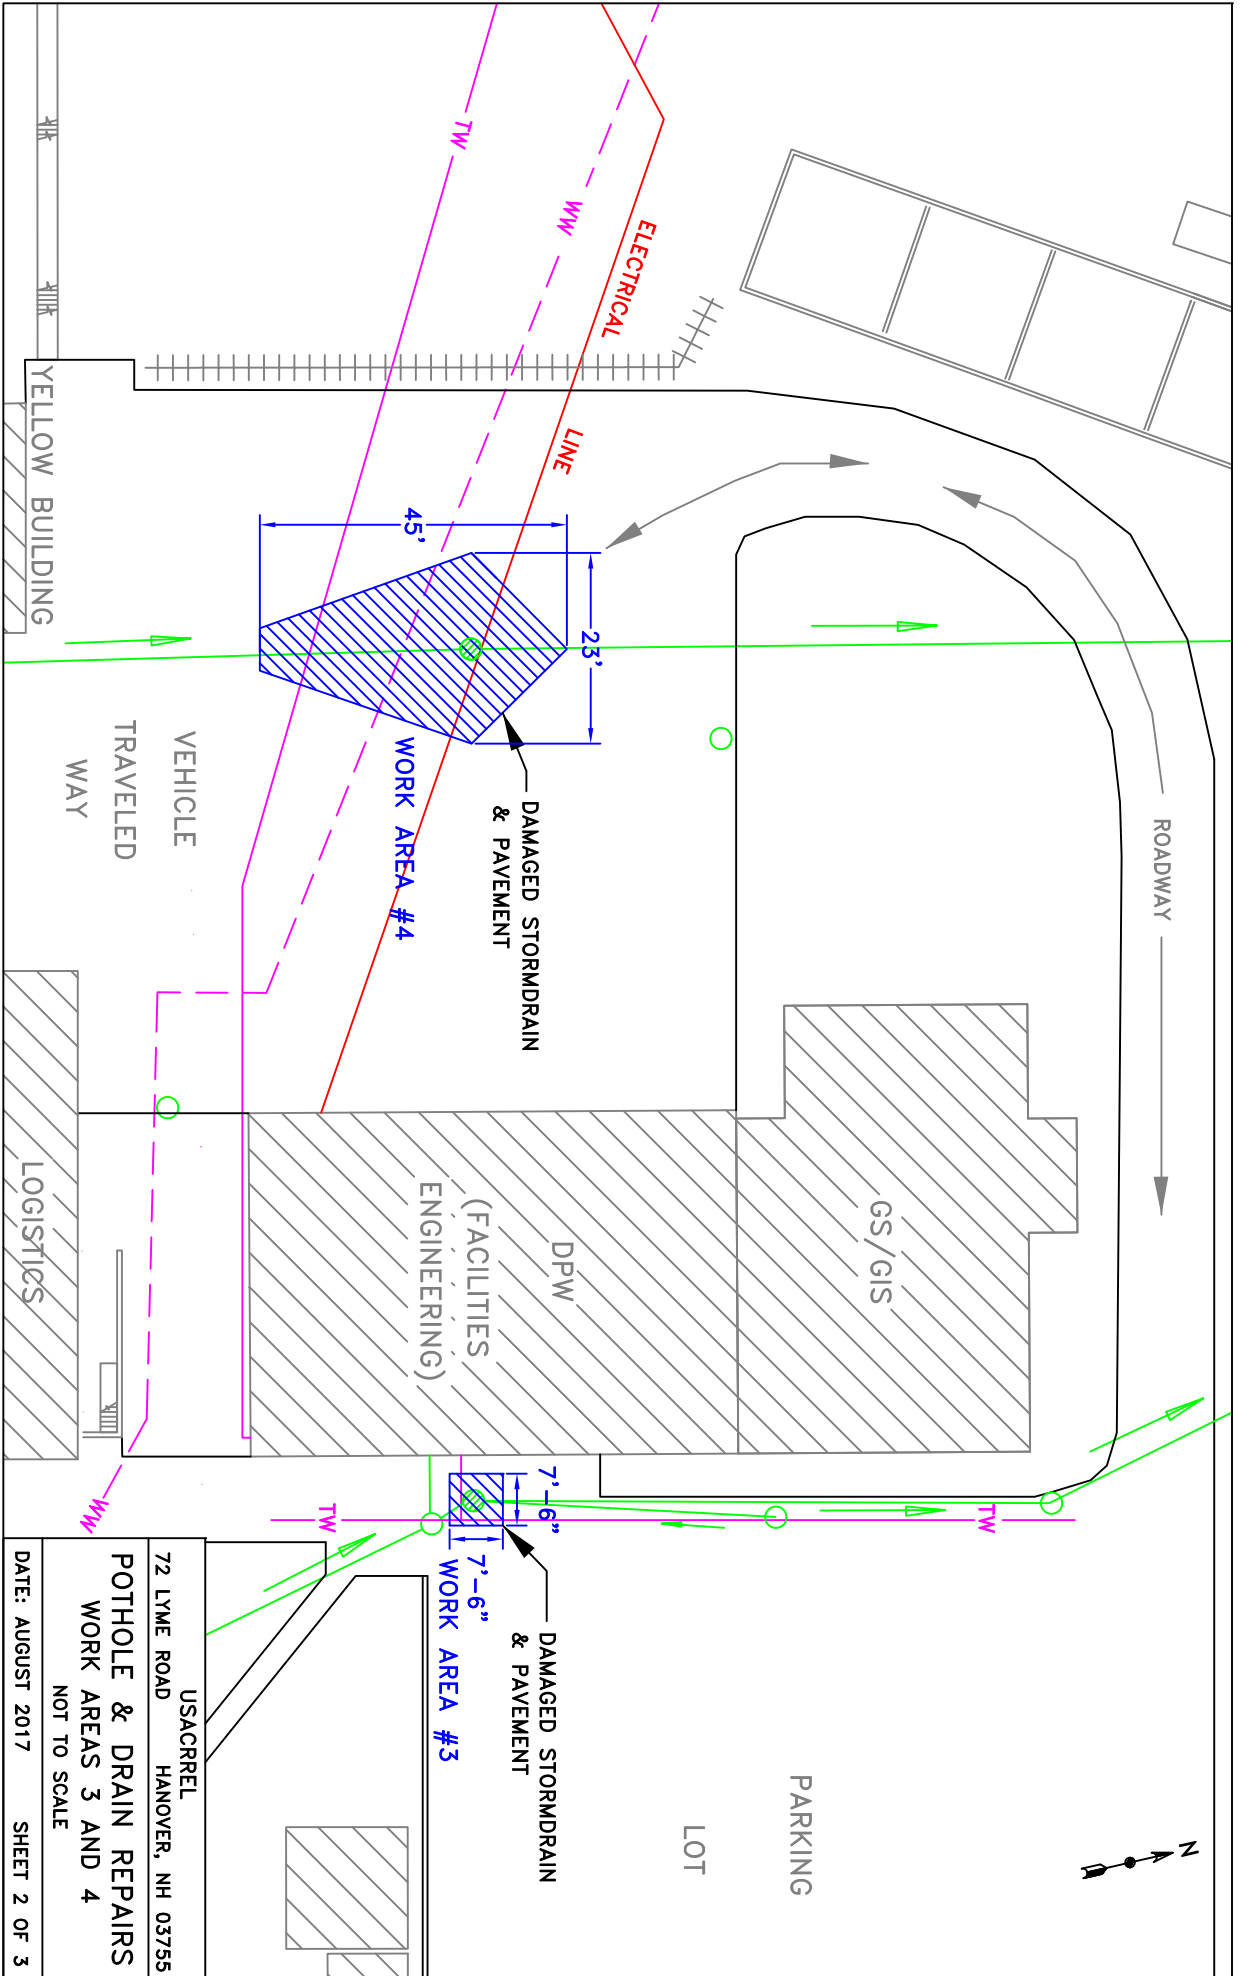 N
ROADWAY
GS/GIS
PARKING
LOT
ELECTRICAL
LINE
23'
DAMAGED STORMDRAIN
& PAVEMENT
DPW
(FACILITIES
ENGINEERING)
7'-6"
DAMAGED STORMDRAIN
& PAVEMENT
7'-6"
WORK AREA #3
WW
TW
45'
WORK AREA #4
TW
TW
VEHICLE
TRAVELED
WAY
WW
YELLOW BUILDING
LOGISTICS
USACRREL
72 LYME ROAD HANOVER, NH 03755
POTHOLE & DRAIN REPAIRS
WORK AREAS 3 AND 4
NOT TO SCALE
DATE: AUGUST 2017 SHEET 2 OF 3